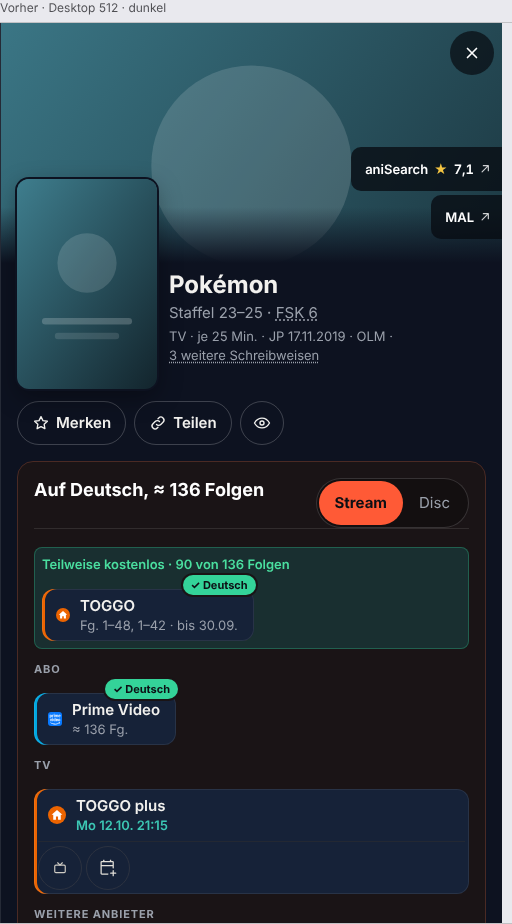 Vorher · Desktop 512 · dunkel
aniSearch ★ 7,1 ↗
MAL ↗
Pokémon
Staffel 23–25 · FSK 6
TV · je 25 Min. · JP 17.11.2019 · OLM ·
3 weitere Schreibweisen
Merken
Teilen
Auf Deutsch, ≈ 136 Folgen
Stream
Disc
Teilweise kostenlos · 90 von 136 Folgen
✓ Deutsch
TOGGO
Fg. 1–48, 1–42 · bis 30.09.
ABO
✓ Deutsch
Prime Video
≈ 136 Fg.
TV
TOGGO plus
Mo 12.10. 21:15
WEITERE ANBIETER